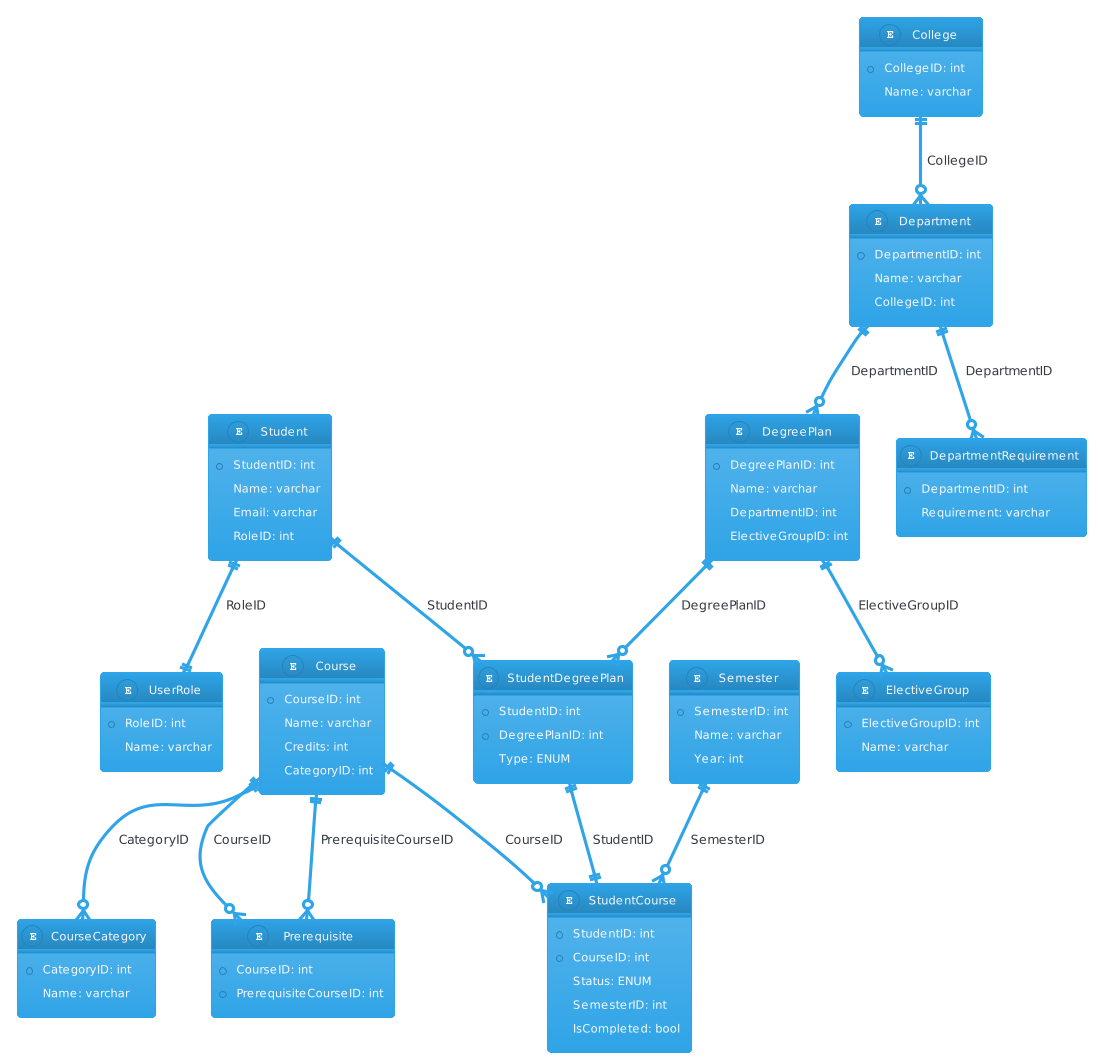 E College
CollegeID: int
Name: varchar
CollegeID
E Department
DepartmentID: int
Name: varchar
CollegeID: int
DepartmentID
DepartmentID
E Student
StudentID: int
Name: varchar
Email: varchar
RoleID: int
E DegreePlan
DegreePlanID: int
Name: varchar
DepartmentID: int
ElectiveGroupID: int
E DepartmentRequirement
DepartmentID: int
Requirement: varchar
RoleID
StudentID
DegreePlanID
ElectiveGroupID
E UserRole
RoleID: int
Name: varchar
E Course
CourseID: int
Name: varchar
Credits: int
CategoryID: int
E StudentDegreePlan
StudentID: int
DegreePlanID: int
Type: ENUM
E Semester
SemesterID: int
Name: varchar
Year: int
E ElectiveGroup
ElectiveGroupID: int
Name: varchar
CategoryID
CourseID
PrerequisiteCourseID
CourseID
StudentID
SemesterID
E CourseCategory
CategoryID: int
Name: varchar
E Prerequisite
CourseID: int
PrerequisiteCourseID: int
E StudentCourse
StudentID: int
CourseID: int
Status: ENUM
SemesterID: int
IsCompleted: bool